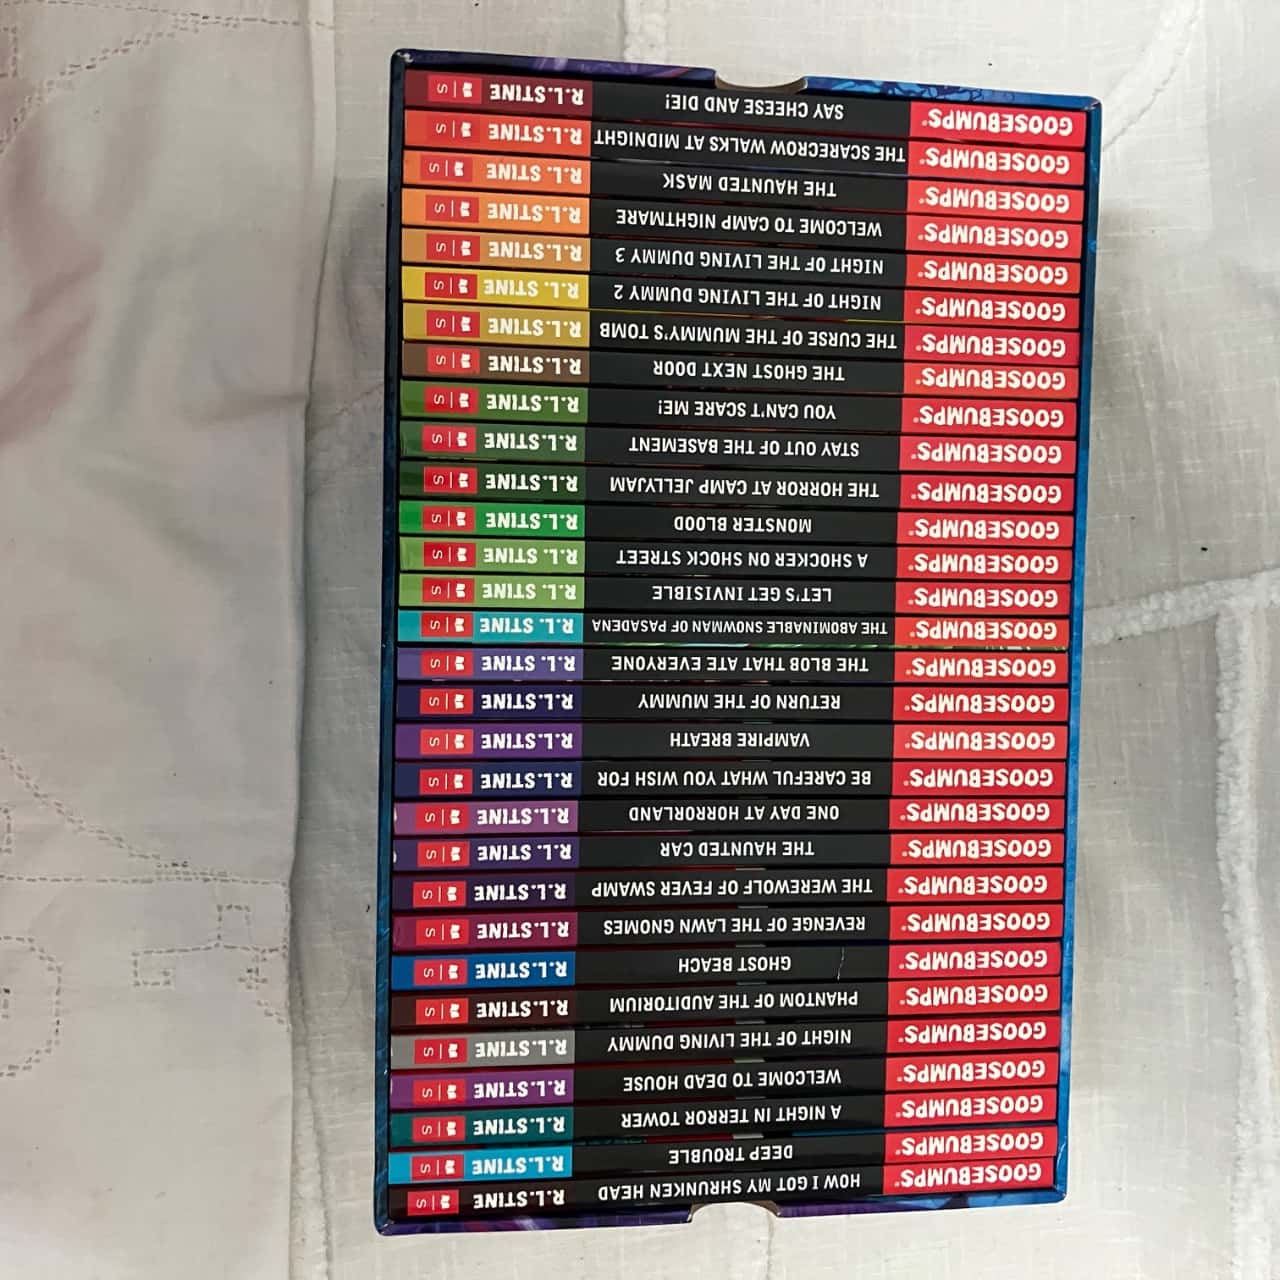 GOOSEBUMPS® HOW I GOT MY SHRUNKEN HEAD R.L.STINE S
GOOSEBUMPS® DEEP TROUBLE R.L.STINE S
GOOSEBUMPS® A NIGHT IN TERROR TOWER R.L.STINE S
GOOSEBUMPS® WELCOME TO DEAD HOUSE R.L.STINE S
GOOSEBUMPS® NIGHT OF THE LIVING DUMMY R.L.STINE S
GOOSEBUMPS® PHANTOM OF THE AUDITORIUM R.L.STINE S
GOOSEBUMPS® GHOST BEACH R.L.STINE S
GOOSEBUMPS® REVENGE OF THE LAWN GNOMES R.L.STINE S
GOOSEBUMPS® THE WEREWOLF OF FEVER SWAMP R.L.STINE S
GOOSEBUMPS® THE HAUNTED CAR R.L.STINE S
GOOSEBUMPS® ONE DAY AT HORRORLAND R.L.STINE S
GOOSEBUMPS® BE CAREFUL WHAT YOU WISH FOR R.L.STINE S
GOOSEBUMPS® VAMPIRE BREATH R.L.STINE S
GOOSEBUMPS® RETURN OF THE MUMMY R.L.STINE S
GOOSEBUMPS® THE BLOB THAT ATE EVERYONE R.L. STINE S
GOOSEBUMPS® THE ABOMINABLE SNOWMAN OF PASADENA R.L. STINE S
GOOSEBUMPS® LET'S GET INVISIBLE R.L. STINE S
GOOSEBUMPS® A SHOCKER ON SHOCK STREET R.L. STINE S
GOOSEBUMPS® MONSTER BLOOD R.L.STINE S
GOOSEBUMPS® THE HORROR AT CAMP JELLYJAM R.L.STINE S
GOOSEBUMPS® STAY OUT OF THE BASEMENT R.L.STINE S
GOOSEBUMPS® YOU CAN'T SCARE ME! R.L.STINE S
GOOSEBUMPS® THE GHOST NEXT DOOR R.L.STINE S
GOOSEBUMPS® THE CURSE OF THE MUMMY'S TOMB R.L.STINE S
GOOSEBUMPS® NIGHT OF THE LIVING DUMMY 2 R.L.STINE S
GOOSEBUMPS® NIGHT OF THE LIVING DUMMY 3 R.L.STINE S
GOOSEBUMPS® WELCOME TO CAMP NIGHTMARE R.L.STINE S
GOOSEBUMPS® THE HAUNTED MASK R.L.STINE S
GOOSEBUMPS® THE SCARECROW WALKS AT MIDNIGHT R.L.STINE S
GOOSEBUMPS® SAY CHEESE AND DIE! R.L.STINE S